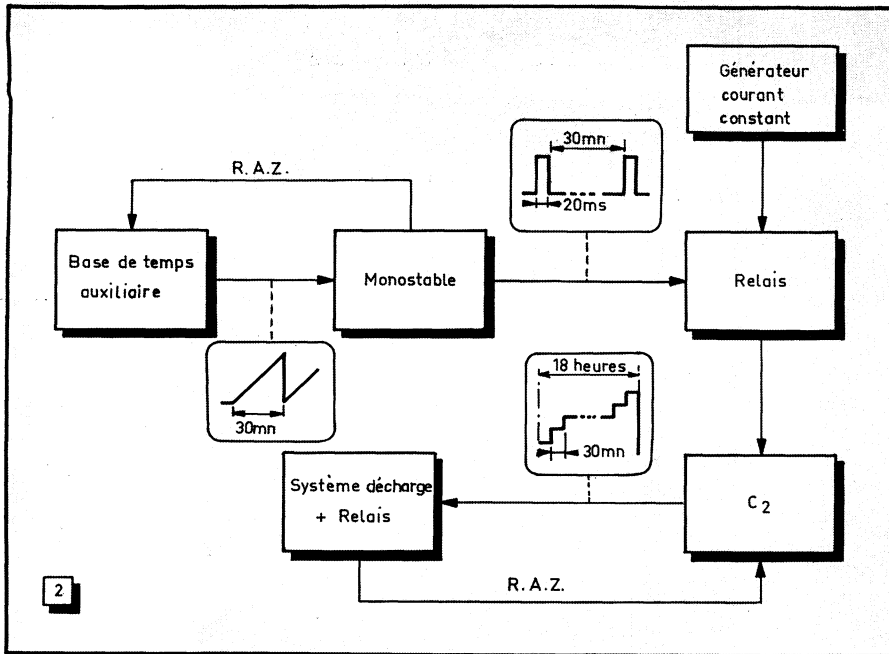 Générateur
courant
constant
30mn
20ms
R.A.Z.
Base de temps
auxiliaire
Monostable
Relais
30mn
18 heures
30mn
Système décharge
+ Relais
C2
R.A.Z.
2